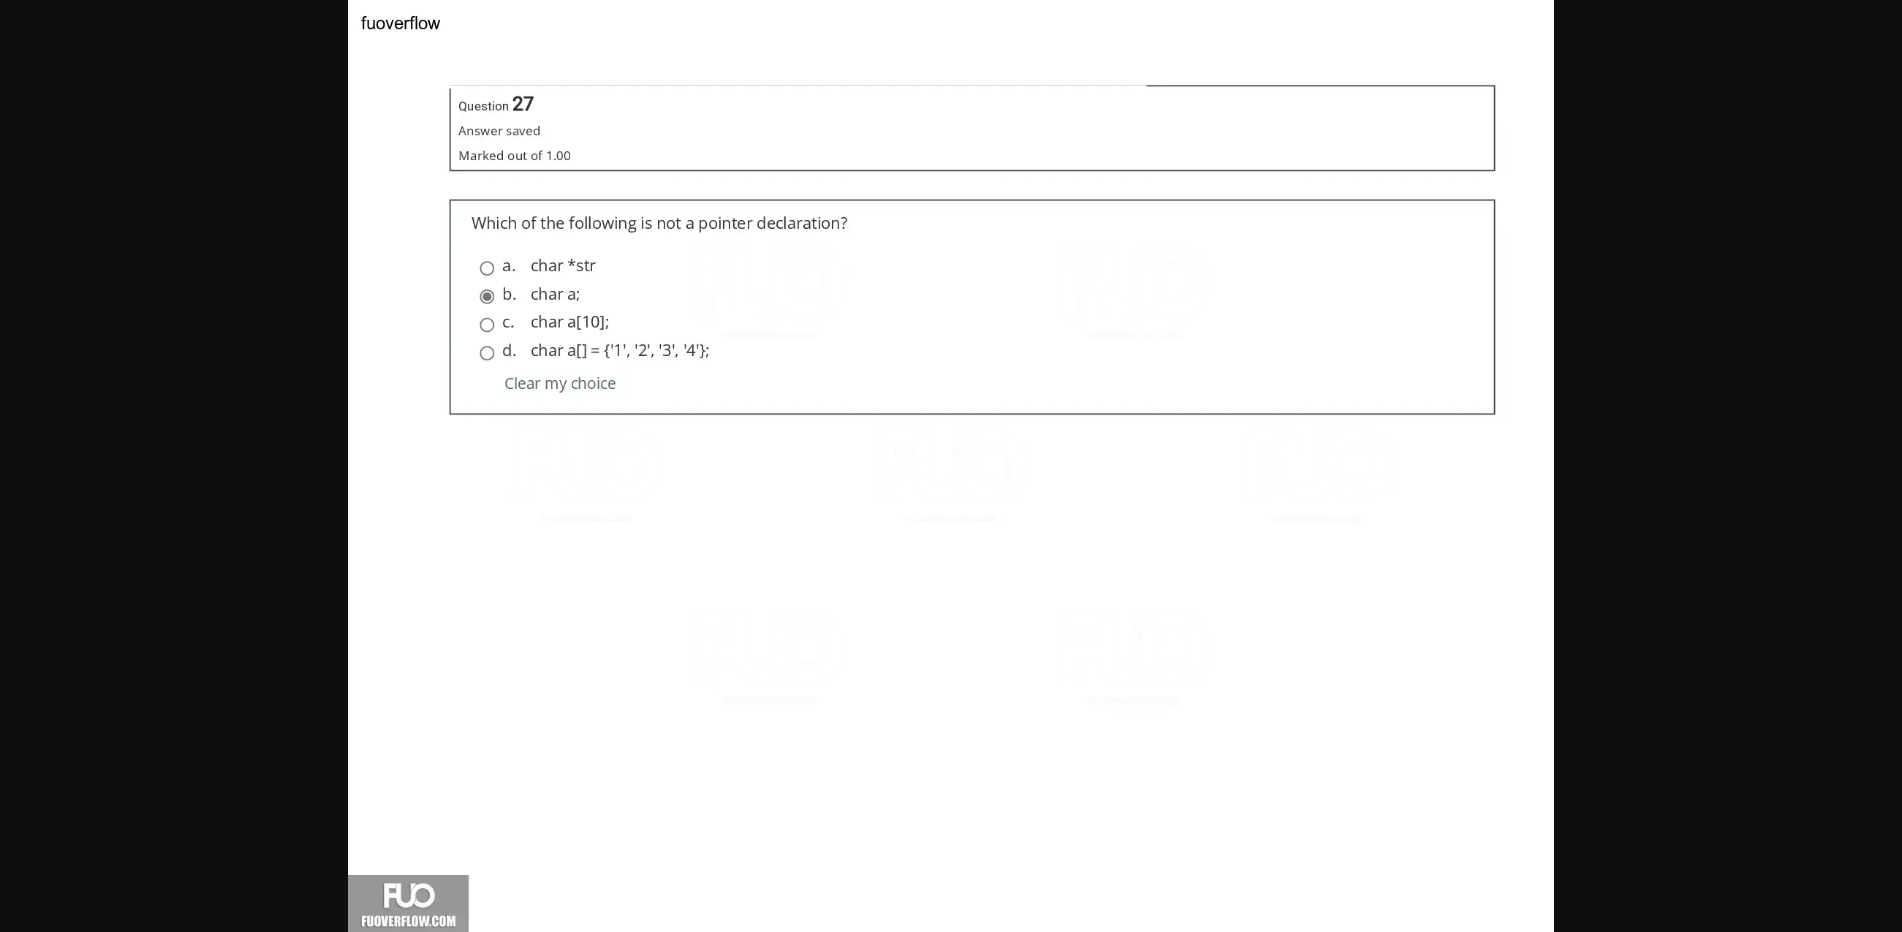 fuoverflow
Question 27
Answer saved
Marked out of 1.00
Which of the following is not a pointer declaration?
a. char *str
b. char a;
c. char a[10];
d. char a[] = {'1', '2', '3', '4'};
Clear my choice
FUO
FUOVERFLOW.COM